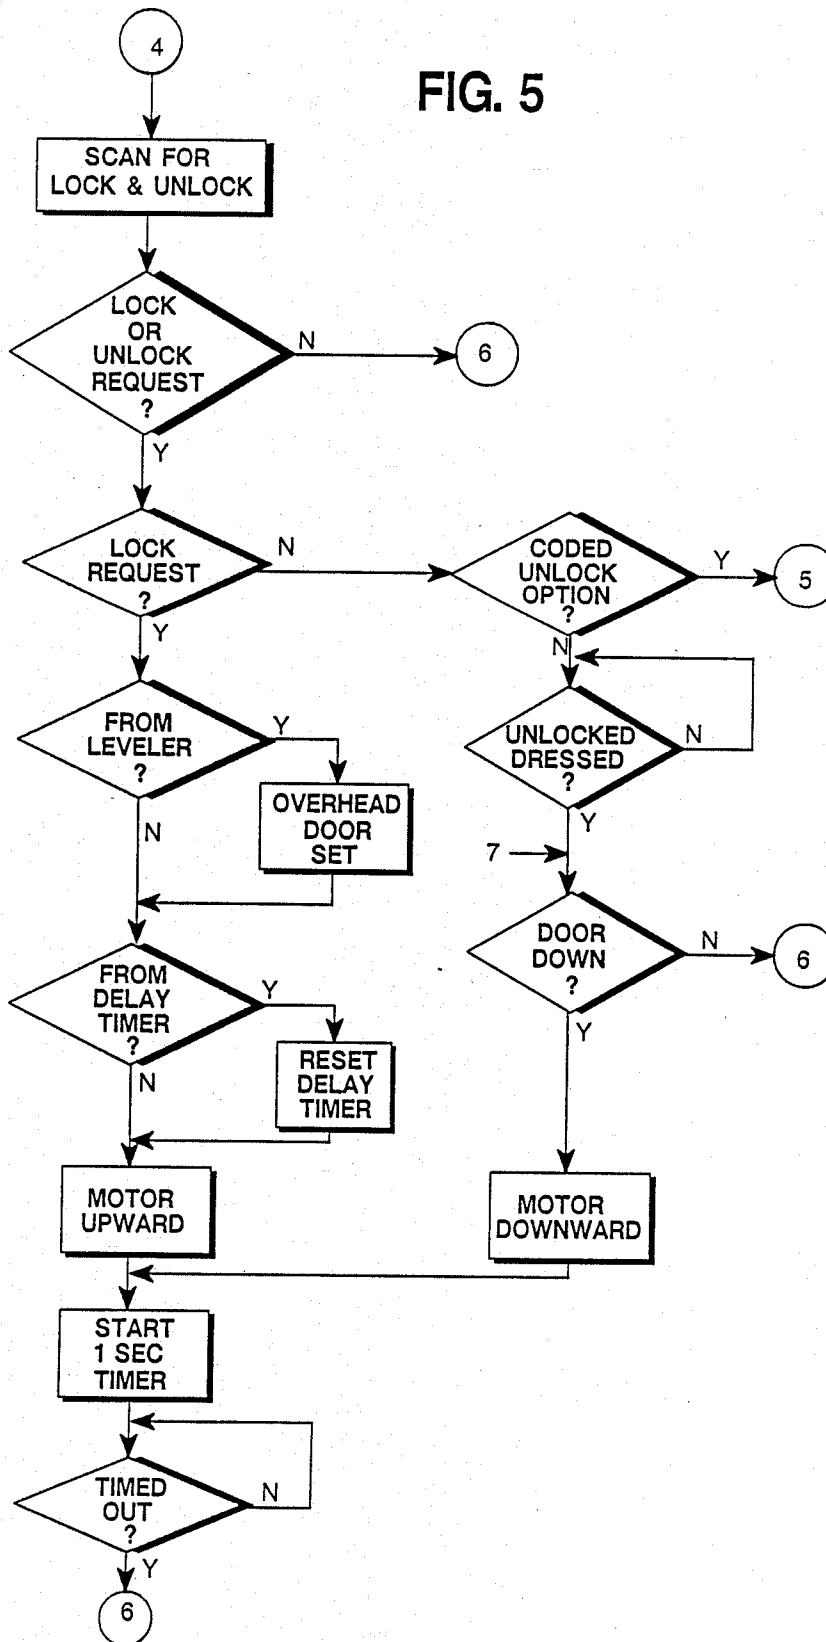 4
FIG. 5
SCAN FOR
LOCK & UNLOCK
LOCK
OR
UNLOCK
REQUEST
?
N
6
Y
LOCK
REQUEST
?
N
CODED
UNLOCK
OPTION
?
Y
5
Y
N
FROM
LEVELER
?
Y
UNLOCKED
DRESSED
?
N
OVERHEAD
DOOR
SET
N
Y
7
DOOR
DOWN
?
N
6
FROM
DELAY
TIMER
?
Y
Y
RESET
DELAY
TIMER
N
MOTOR
UPWARD
MOTOR
DOWNWARD
START
1 SEC
TIMER
TIMED
OUT
?
N
Y
6